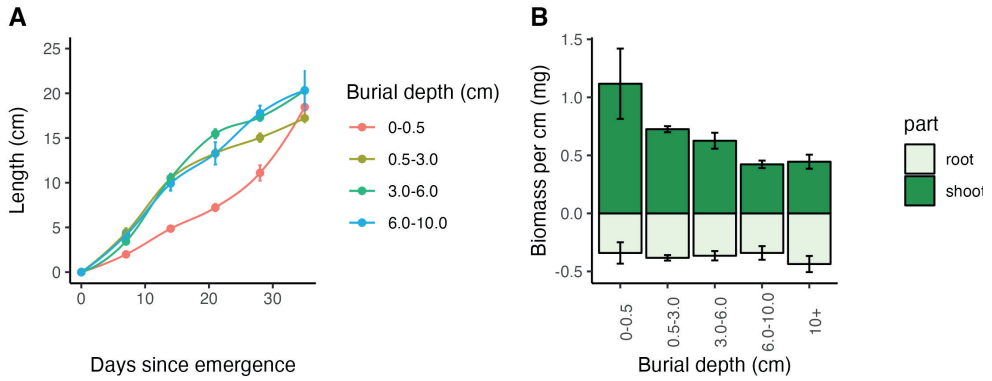 A
Length (cm)
25
20
15
10
5
0
0
10
20
30
Days since emergence
Burial depth (cm)
0-0.5
0.5-3.0
3.0-6.0
6.0-10.0
B
Biomass per cm (mg)
1.5
1.0
0.5
0.0
-0.5
0-0.5
0.5-3.0
3.0-6.0
6.0-10.0
10+
Burial depth (cm)
part
root
shoot